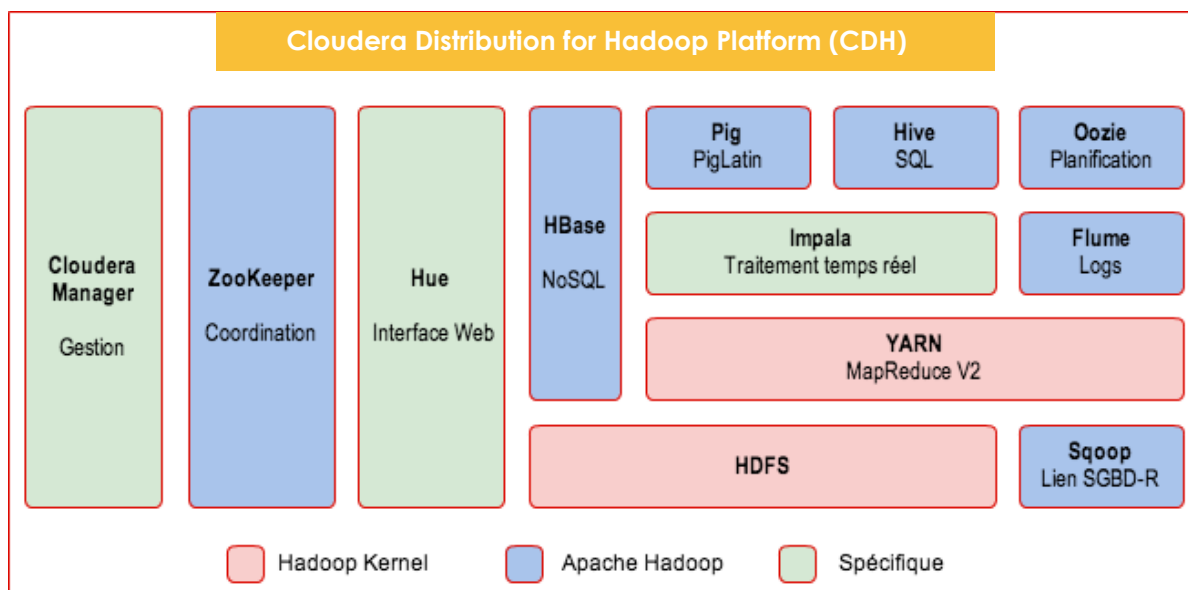 Cloudera Distribution for Hadoop Platform (CDH)
Cloudera
Manager
Gestion
ZooKeeper
Coordination
Hue
Interface Web
HBase
NoSQL
Pig
PigLatin
Hive
SQL
Oozie
Planification
Impala
Traitement temps réel
Flume
Logs
YARN
MapReduce V2
HDFS
Sqoop
Lien SGBD-R
Hadoop Kernel
Apache Hadoop
Spécifique